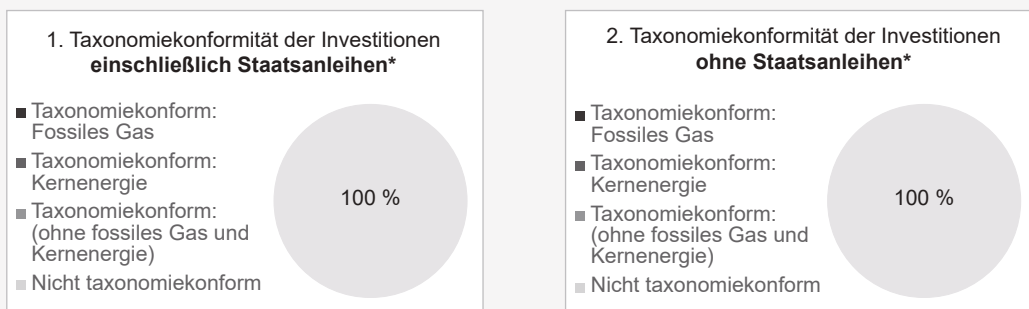 1. Taxonomiekonformität der Investitionen
einschließlich Staatsanleihen*
Taxonomiekonform:
Fossiles Gas
Taxonomiekonform:
Kernenergie
Taxonomiekonform:
(ohne fossiles Gas und
Kernenergie)
Nicht taxonomiekonform
100 %
2. Taxonomiekonformität der Investitionen
ohne Staatsanleihen*
Taxonomiekonform:
Fossiles Gas
Taxonomiekonform:
Kernenergie
Taxonomiekonform:
(ohne fossiles Gas und
Kernenergie)
Nicht taxonomiekonform
100 %